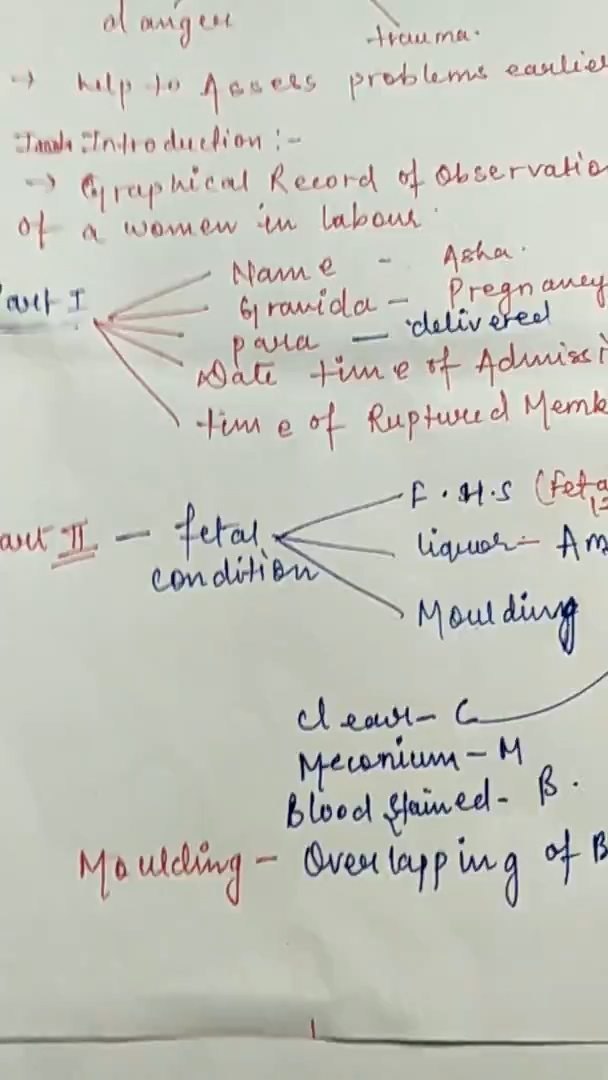 danger
trauma.
→ help to Assess problems earlier
Introduction :-
→ Graphical Record of Observatio
of a women in labour.
Part I
Name - Asha.
Gravida - Pregnancy
Para — delivered
Date time of Admissi
time of Ruptured Memb
art II — fetal condition
F.H.S (Feta
liquor - Am
Moulding
clear - C
Meconium - M
Blood stained - B.
Moulding - Overlapping of B